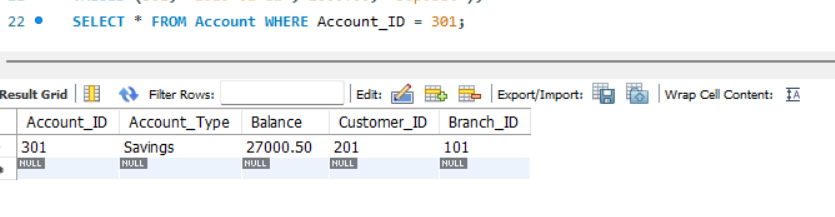 22 SELECT * FROM Account WHERE Account_ID = 301;
Result Grid Filter Rows: Edit: Export/Import: Wrap Cell Content: IA
Account_ID Account_Type Balance Customer_ID Branch_ID
301 Savings 27000.50 201 101
NULL NULL NULL NULL NULL